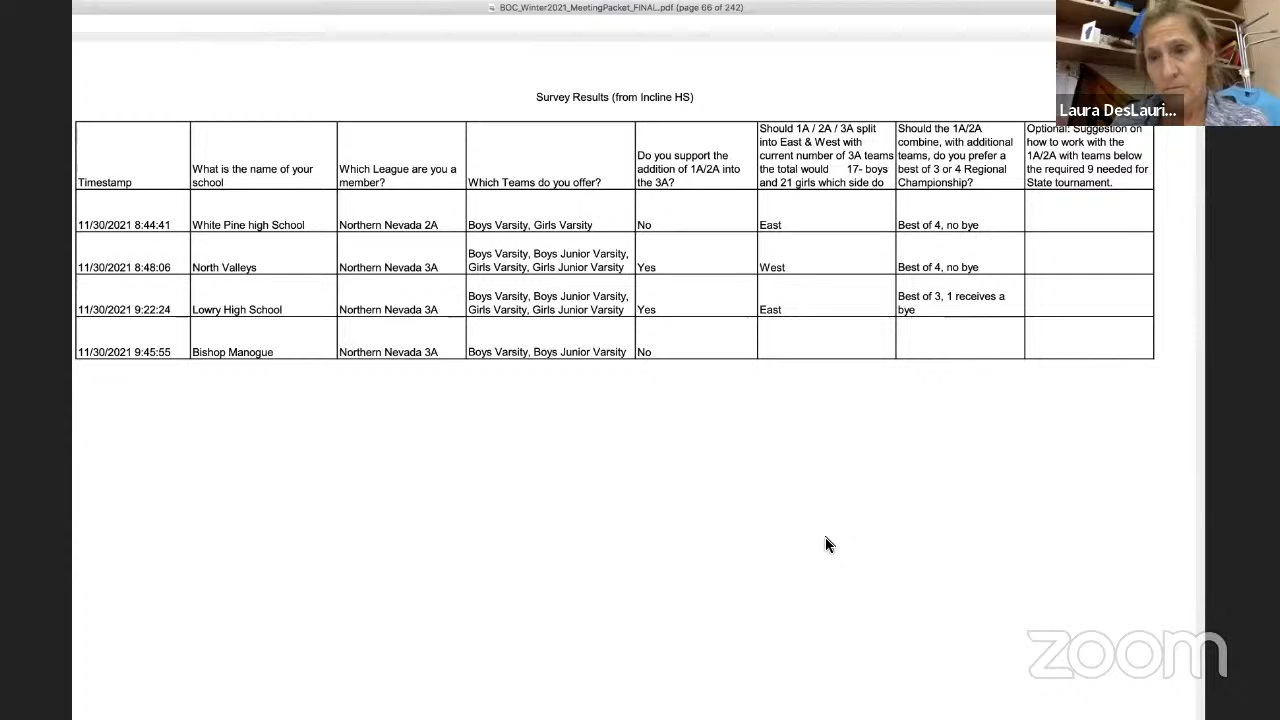 BOC_Winter2021_MeetingPacket_FINAL.pdf (page 66 of 242)
Laura DesLauri...
Survey Results (from Incline HS)
Timestamp
What is the name of your
school
Which League are you a
member?
Which Teams do you offer?
Do you support the
addition of 1A/2A into
the 3A?
Should 1A / 2A / 3A split
into East & West with
current number of 3A teams
the total would 17- boys
and 21 girls which side do
Should the 1A/2A
combine, with additional
teams, do you prefer a
best of 3 or 4 Regional
Championship?
Optional: Suggestion on
how to work with the
1A/2A with teams below
the required 9 needed for
State tournament.
11/30/2021 8:44:41
White Pine high School
Northern Nevada 2A
Boys Varsity, Girls Varsity
No
East
Best of 4, no bye
11/30/2021 8:48:06
North Valleys
Northern Nevada 3A
Boys Varsity, Boys Junior Varsity,
Girls Varsity, Girls Junior Varsity
Yes
West
Best of 4, no bye
11/30/2021 9:22:24
Lowry High School
Northern Nevada 3A
Boys Varsity, Boys Junior Varsity,
Girls Varsity, Girls Junior Varsity
Yes
East
Best of 3, 1 receives a
bye
11/30/2021 9:45:55
Bishop Manogue
Northern Nevada 3A
Boys Varsity, Boys Junior Varsity
No
zoom